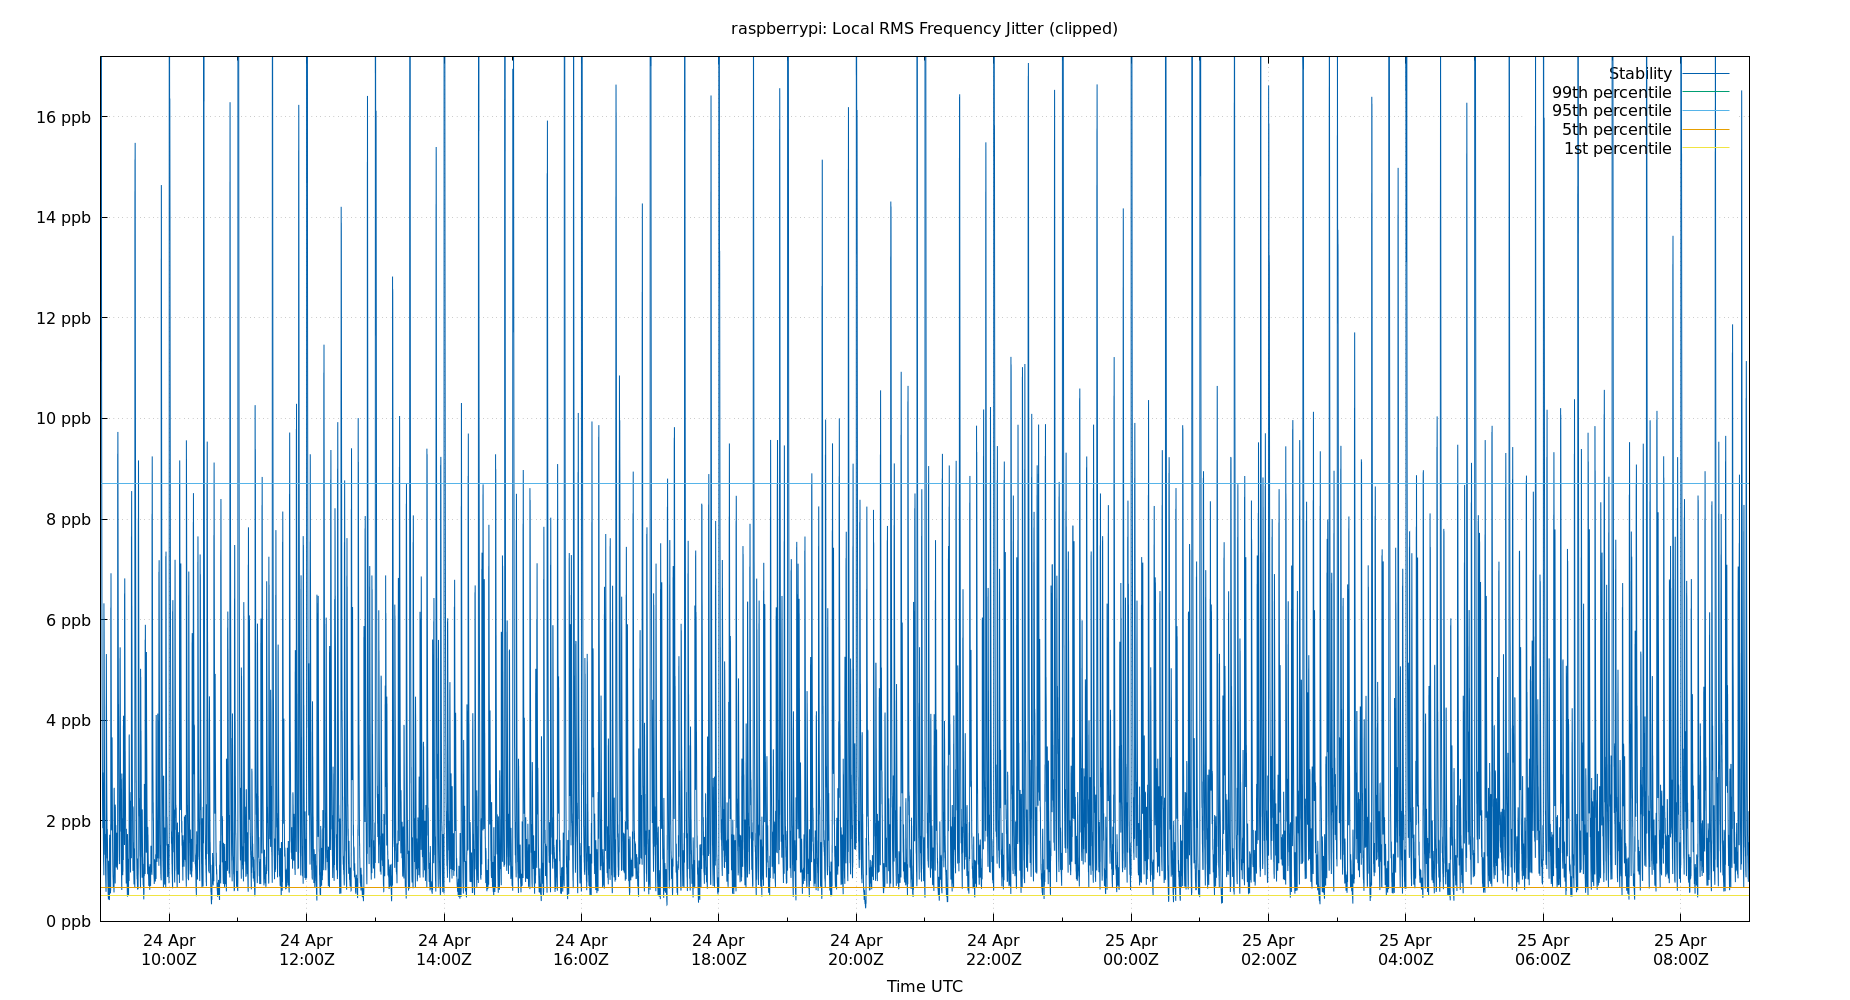 raspberrypi: Local RMS Frequency Jitter (clipped)
Stability
99th percentile
95th percentile
5th percentile
1st percentile
16 ppb
14 ppb
12 ppb
10 ppb
8 ppb
6 ppb
4 ppb
2 ppb
0 ppb
24 Apr 24 Apr 24 Apr 24 Apr 24 Apr 24 Apr 24 Apr 25 Apr 25 Apr 25 Apr 25 Apr 25 Apr
10:00Z 12:00Z 14:00Z 16:00Z 18:00Z 20:00Z 22:00Z 00:00Z 02:00Z 04:00Z 06:00Z 08:00Z
Time UTC